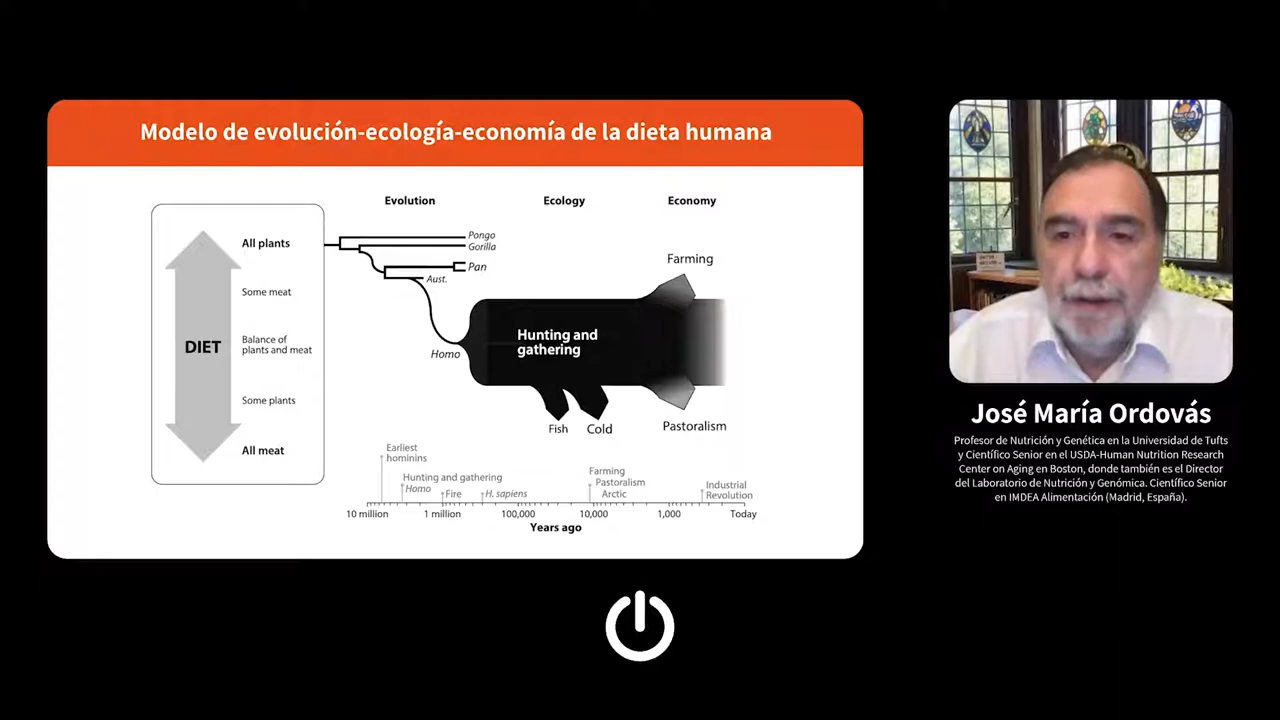 Modelo de evolución-ecología-economía de la dieta humana
Evolution
Ecology
Economy
DIET
All plants
Some meat
Balance of
plants and meat
Some plants
All meat
Pongo
Gorilla
Pan
Aust.
Homo
Hunting and
gathering
Farming
Fish
Cold
Pastoralism
Earliest
hominins
Hunting and gathering
Homo
Fire
H. sapiens
Farming
Pastoralism
Arctic
Industrial
Revolution
10 million
1 million
100,000
10,000
1,000
Today
Years ago
José María Ordovás
Profesor de Nutrición y Genética en la Universidad de Tufts
y Científico Senior en el USDA-Human Nutrition Research
Center on Aging en Boston, donde también es el Director
del Laboratorio de Nutrición y Genómica. Científico Senior
en IMDEA Alimentación (Madrid, España).